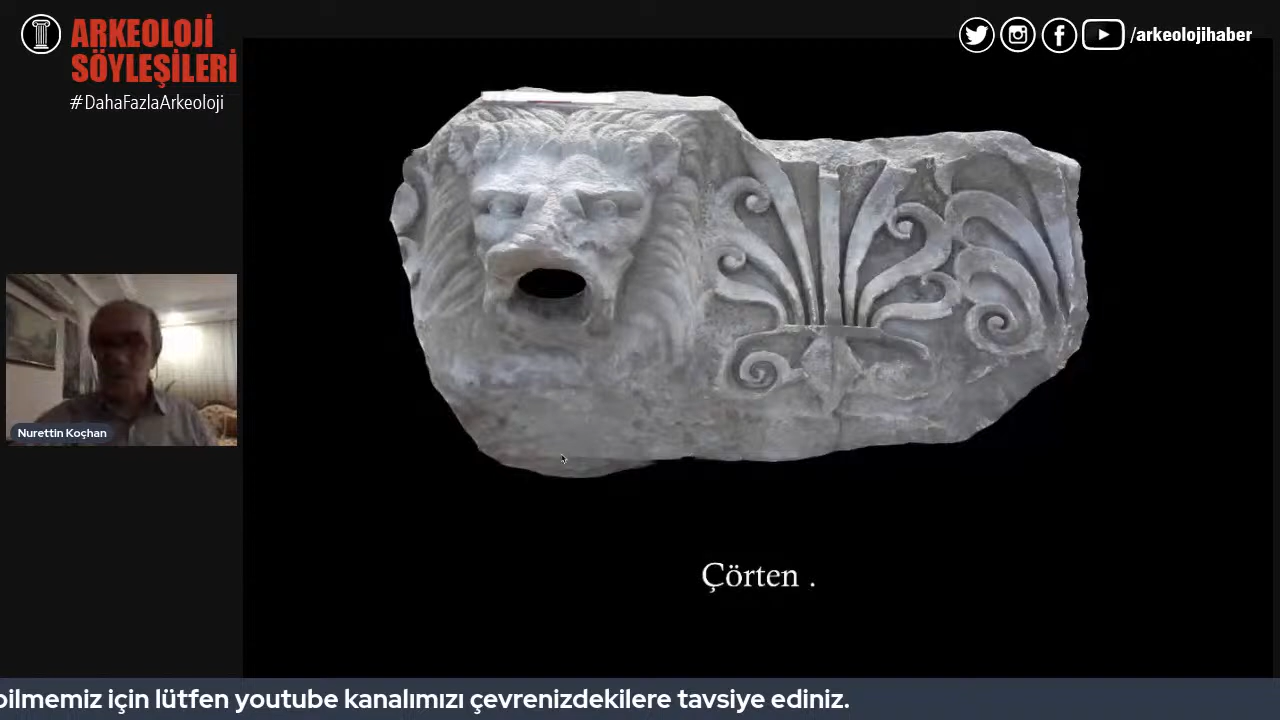 ARKEOLOJİ
SÖYLEŞİLERİ
#DahaFazlaArkeoloji
/arkeolojihaber
Nurettin Koçhan
Çörten .
bilmemiz için lütfen youtube kanalımızı çevrenizdekilere tavsiye ediniz.